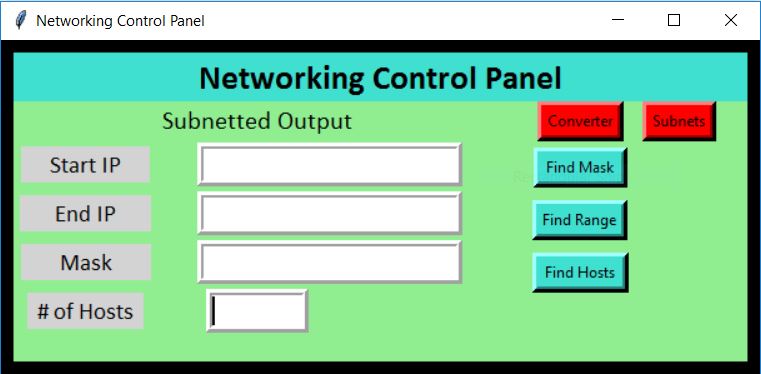 Networking Control Panel
Networking Control Panel
Subnetted Output
Converter
Subnets
Start IP
Find Mask
End IP
Find Range
Mask
Find Hosts
# of Hosts